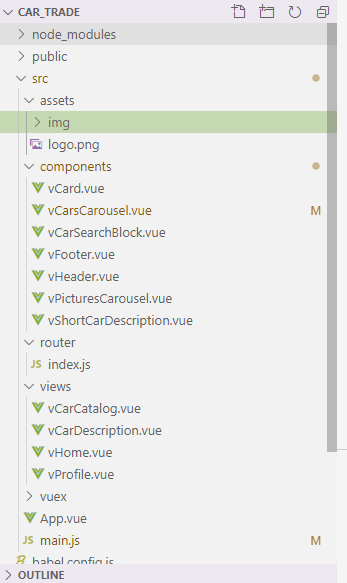 CAR_TRADE
node_modules
public
src
assets
img
logo.png
components
vCard.vue
vCarsCarousel.vue M
vCarSearchBlock.vue
vFooter.vue
vHeader.vue
vPicturesCarousel.vue
vShortCarDescription.vue
router
JS index.js
views
vCarCatalog.vue
vCarDescription.vue
vHome.vue
vProfile.vue
vuex
App.vue
JS main.js M
babel.config.js
OUTLINE